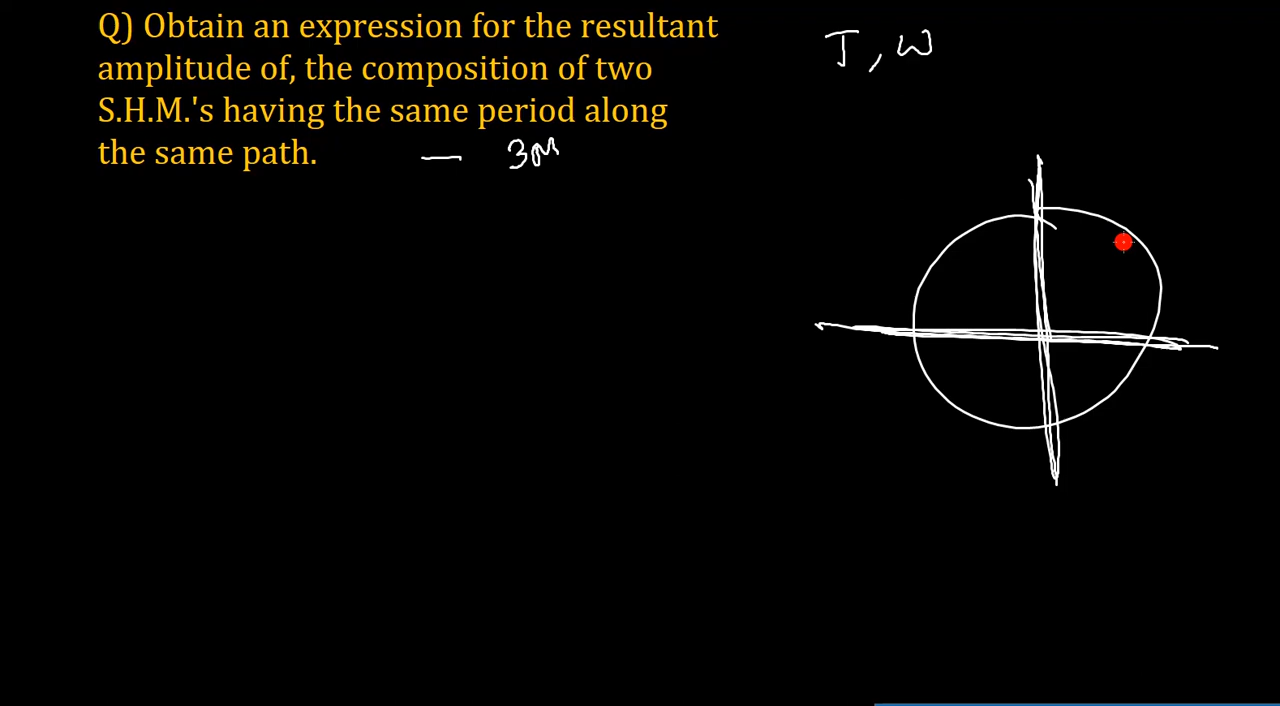 Q) Obtain an expression for the resultant
amplitude of, the composition of two
S.H.M.'s having the same period along
the same path. — 3M
T, ω